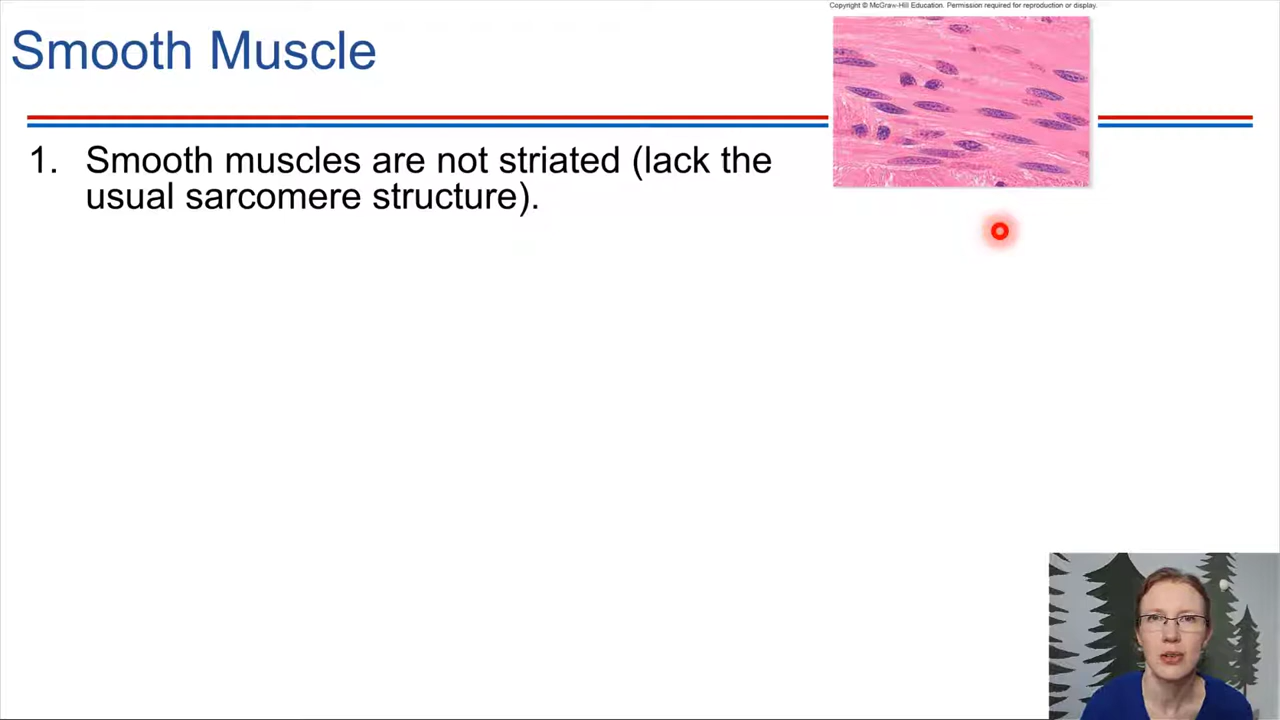 Copyright © McGraw-Hill Education. Permission required for reproduction or display.
Smooth Muscle
1. Smooth muscles are not striated (lack the
usual sarcomere structure).